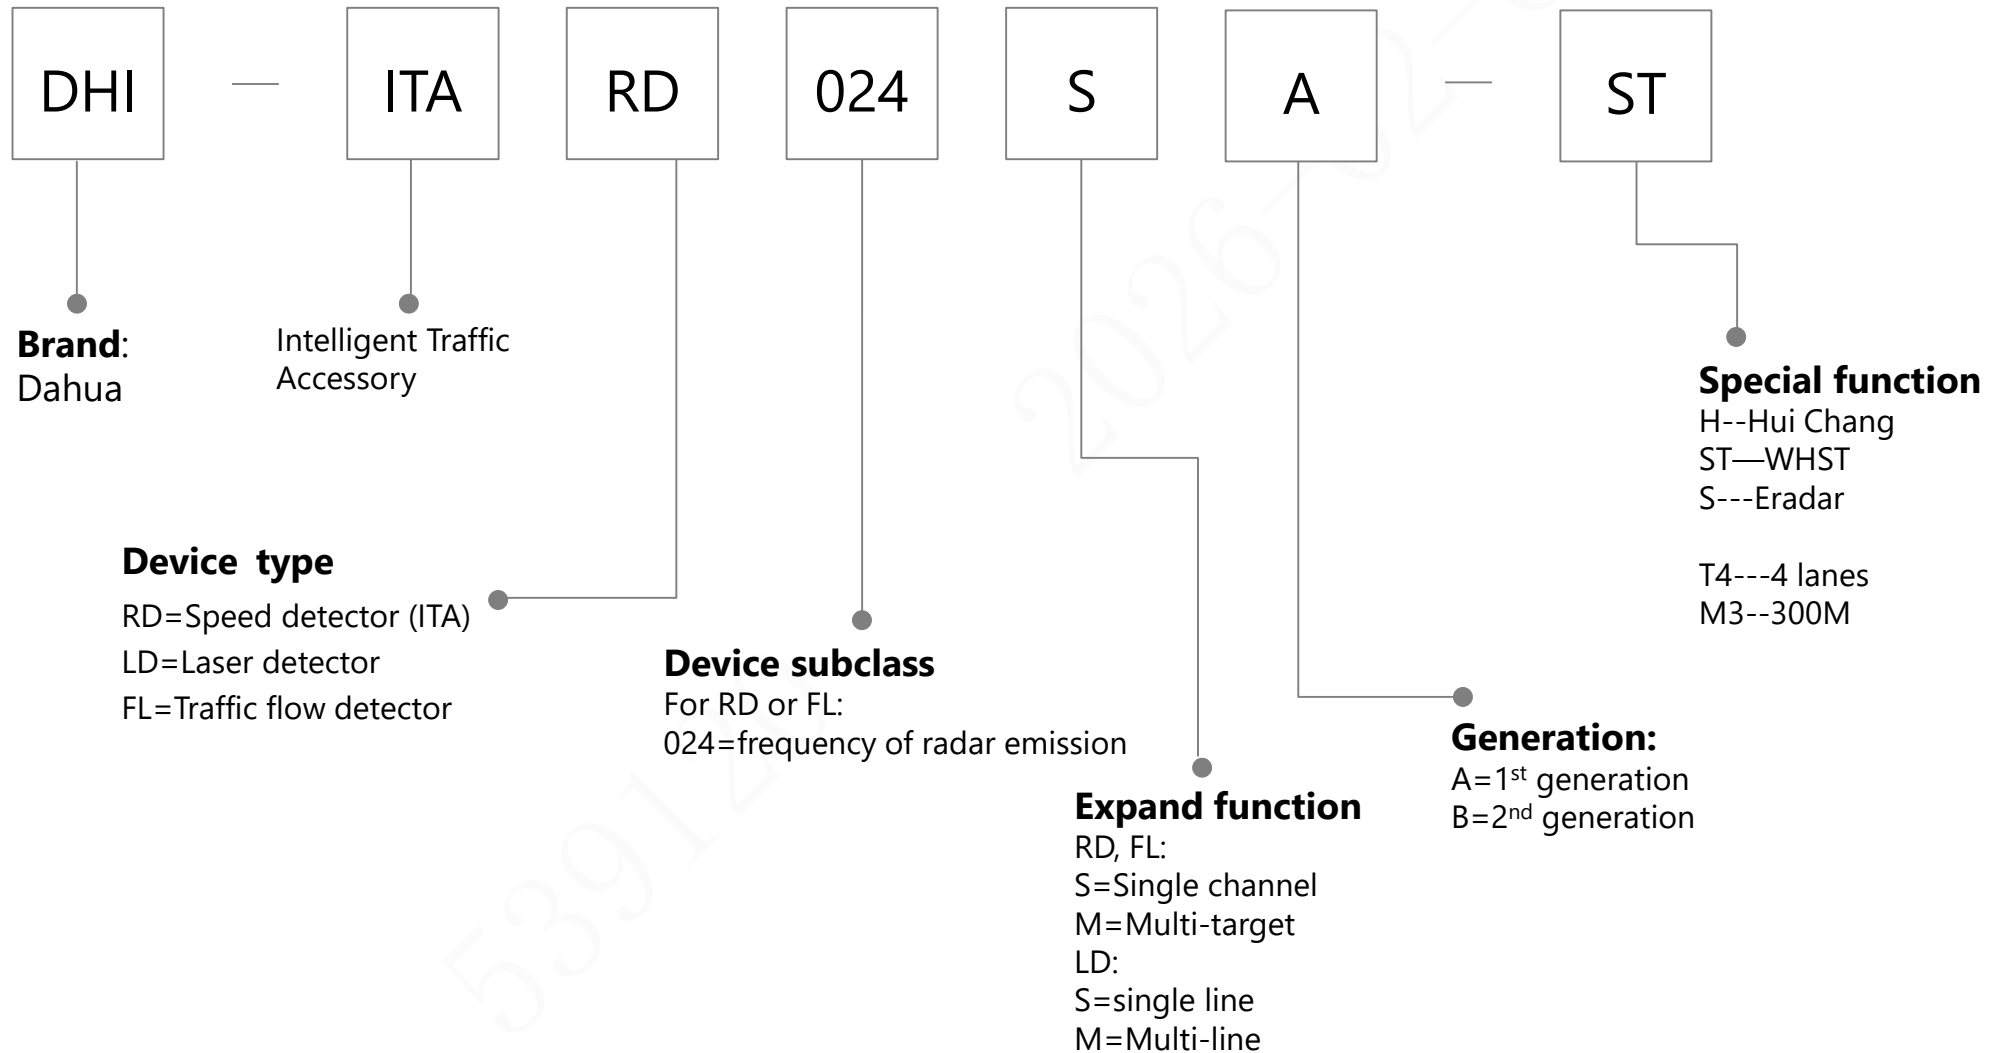 DHI — ITA RD 024 S A — ST
Brand:
Dahua
Intelligent Traffic
Accessory
Device type
RD=Speed detector (ITA)
LD=Laser detector
FL=Traffic flow detector
Device subclass
For RD or FL:
024=frequency of radar emission
Expand function
RD, FL:
S=Single channel
M=Multi-target
LD:
S=single line
M=Multi-line
Generation:
A=1st generation
B=2nd generation
Special function
H--Hui Chang
ST—WHST
S---Eradar
T4---4 lanes
M3--300M